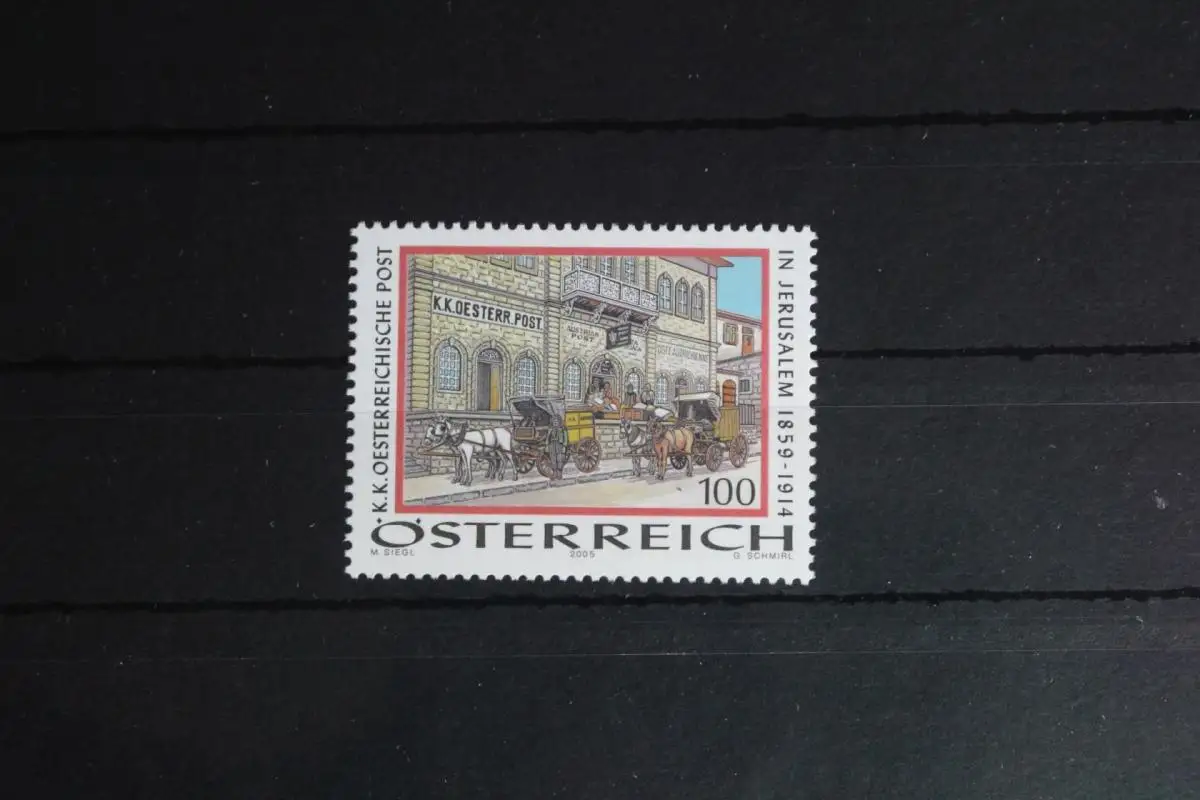 K.K. OESTERREICHISCHE POST
IN JERUSALEM 1859-1914
K.K. OESTERR. POST.
AUSTRIAN
POST
100
ÖSTERREICH
M. SIEGL
2005
G. SCHMIRL